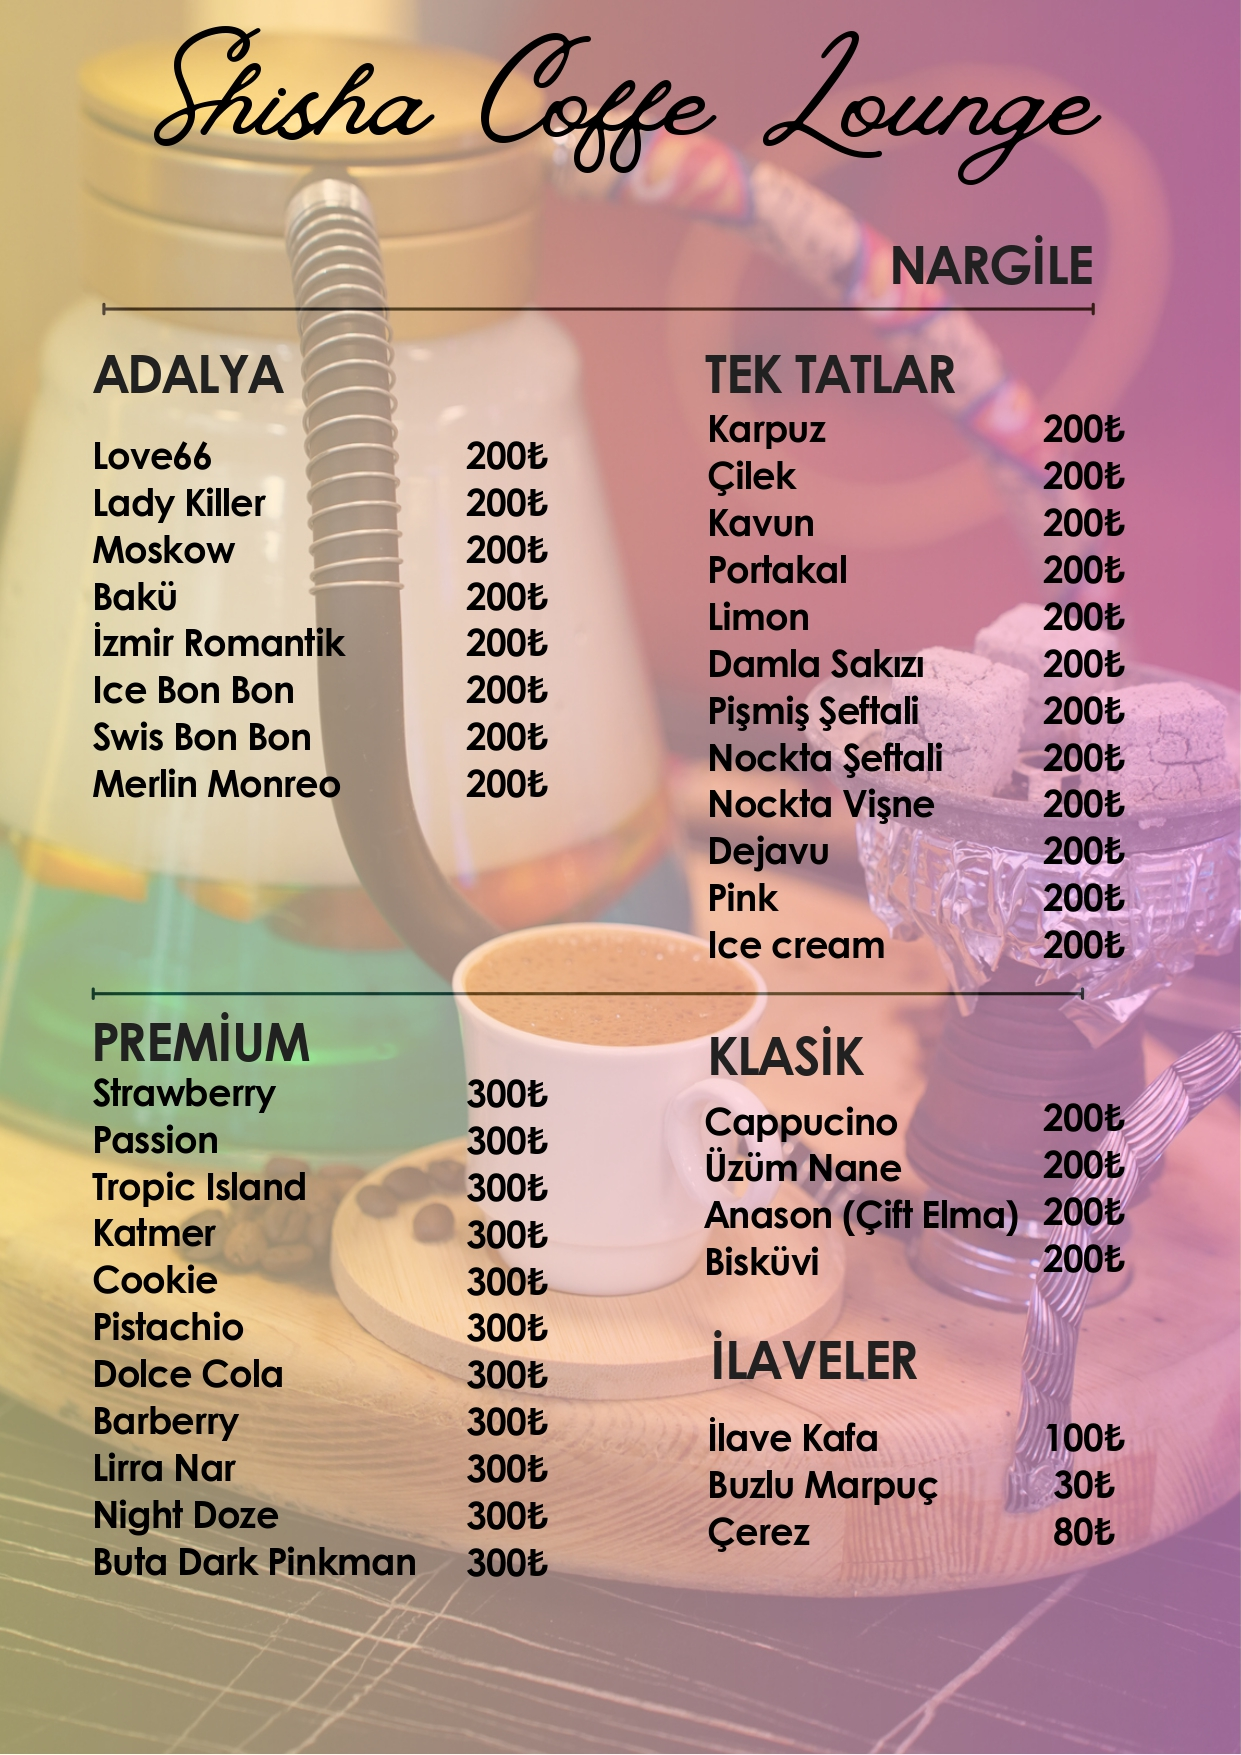 Shisha Coffe Lounge
NARGİLE
ADALYA
Love66 200₺
Lady Killer 200₺
Moskow 200₺
Bakü 200₺
İzmir Romantik 200₺
Ice Bon Bon 200₺
Swis Bon Bon 200₺
Merlin Monreo 200₺
TEK TATLAR
Karpuz 200₺
Çilek 200₺
Kavun 200₺
Portakal 200₺
Limon 200₺
Damla Sakızı 200₺
Pişmiş Şeftali 200₺
Nockta Şeftali 200₺
Nockta Vişne 200₺
Dejavu 200₺
Pink 200₺
Ice cream 200₺
PREMİUM
Strawberry 300₺
Passion 300₺
Tropic Island 300₺
Katmer 300₺
Cookie 300₺
Pistachio 300₺
Dolce Cola 300₺
Barberry 300₺
Lirra Nar 300₺
Night Doze 300₺
Buta Dark Pinkman 300₺
KLASİK
Cappucino 200₺
Üzüm Nane 200₺
Anason (Çift Elma) 200₺
Bisküvi 200₺
İLAVELER
İlave Kafa 100₺
Buzlu Marpuç 30₺
Çerez 80₺